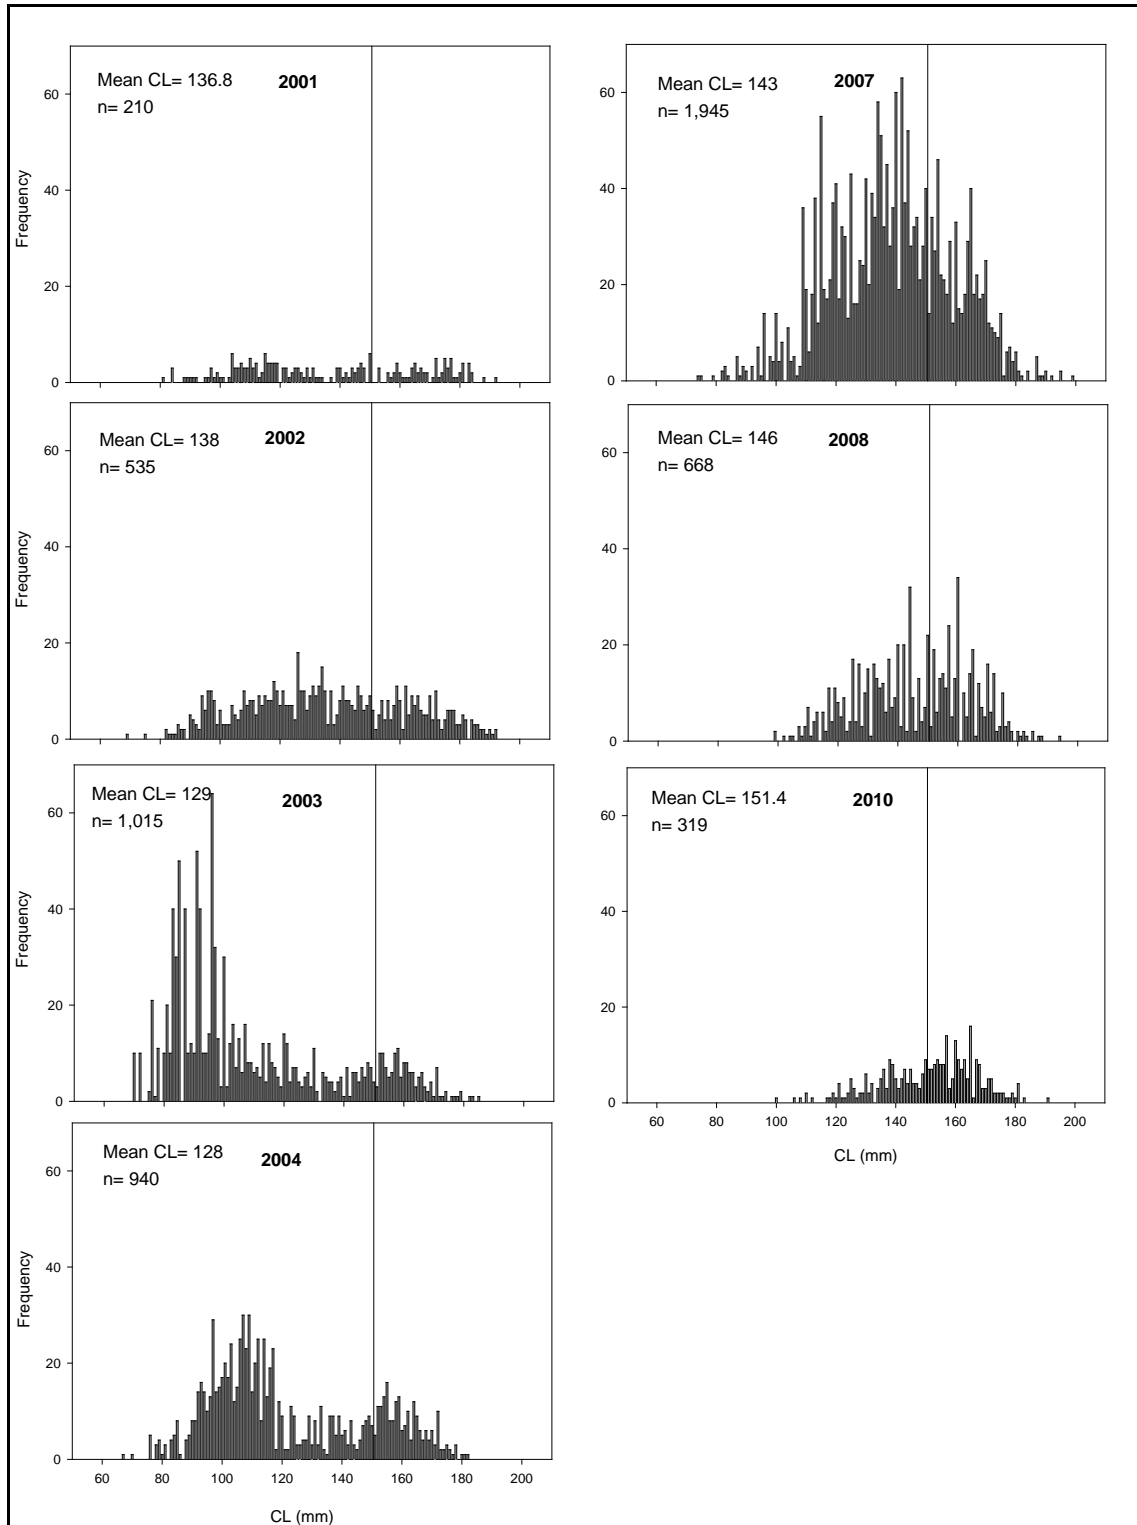 Mean CL= 136.8
2001
n= 210
60
40
20
0
Frequency
Mean CL= 138
2002
n= 535
60
40
20
0
Frequency
Mean CL= 129
2003
n= 1,015
60
40
20
0
Frequency
Mean CL= 128
2004
n= 940
60
40
20
0
Frequency
60 80 100 120 140 160 180 200
CL (mm)
Mean CL= 143
2007
n= 1,945
60
40
20
0
Mean CL= 146
2008
n= 668
60
40
20
0
Mean CL= 151.4
2010
n= 319
60
40
20
0
60 80 100 120 140 160 180 200
CL (mm)